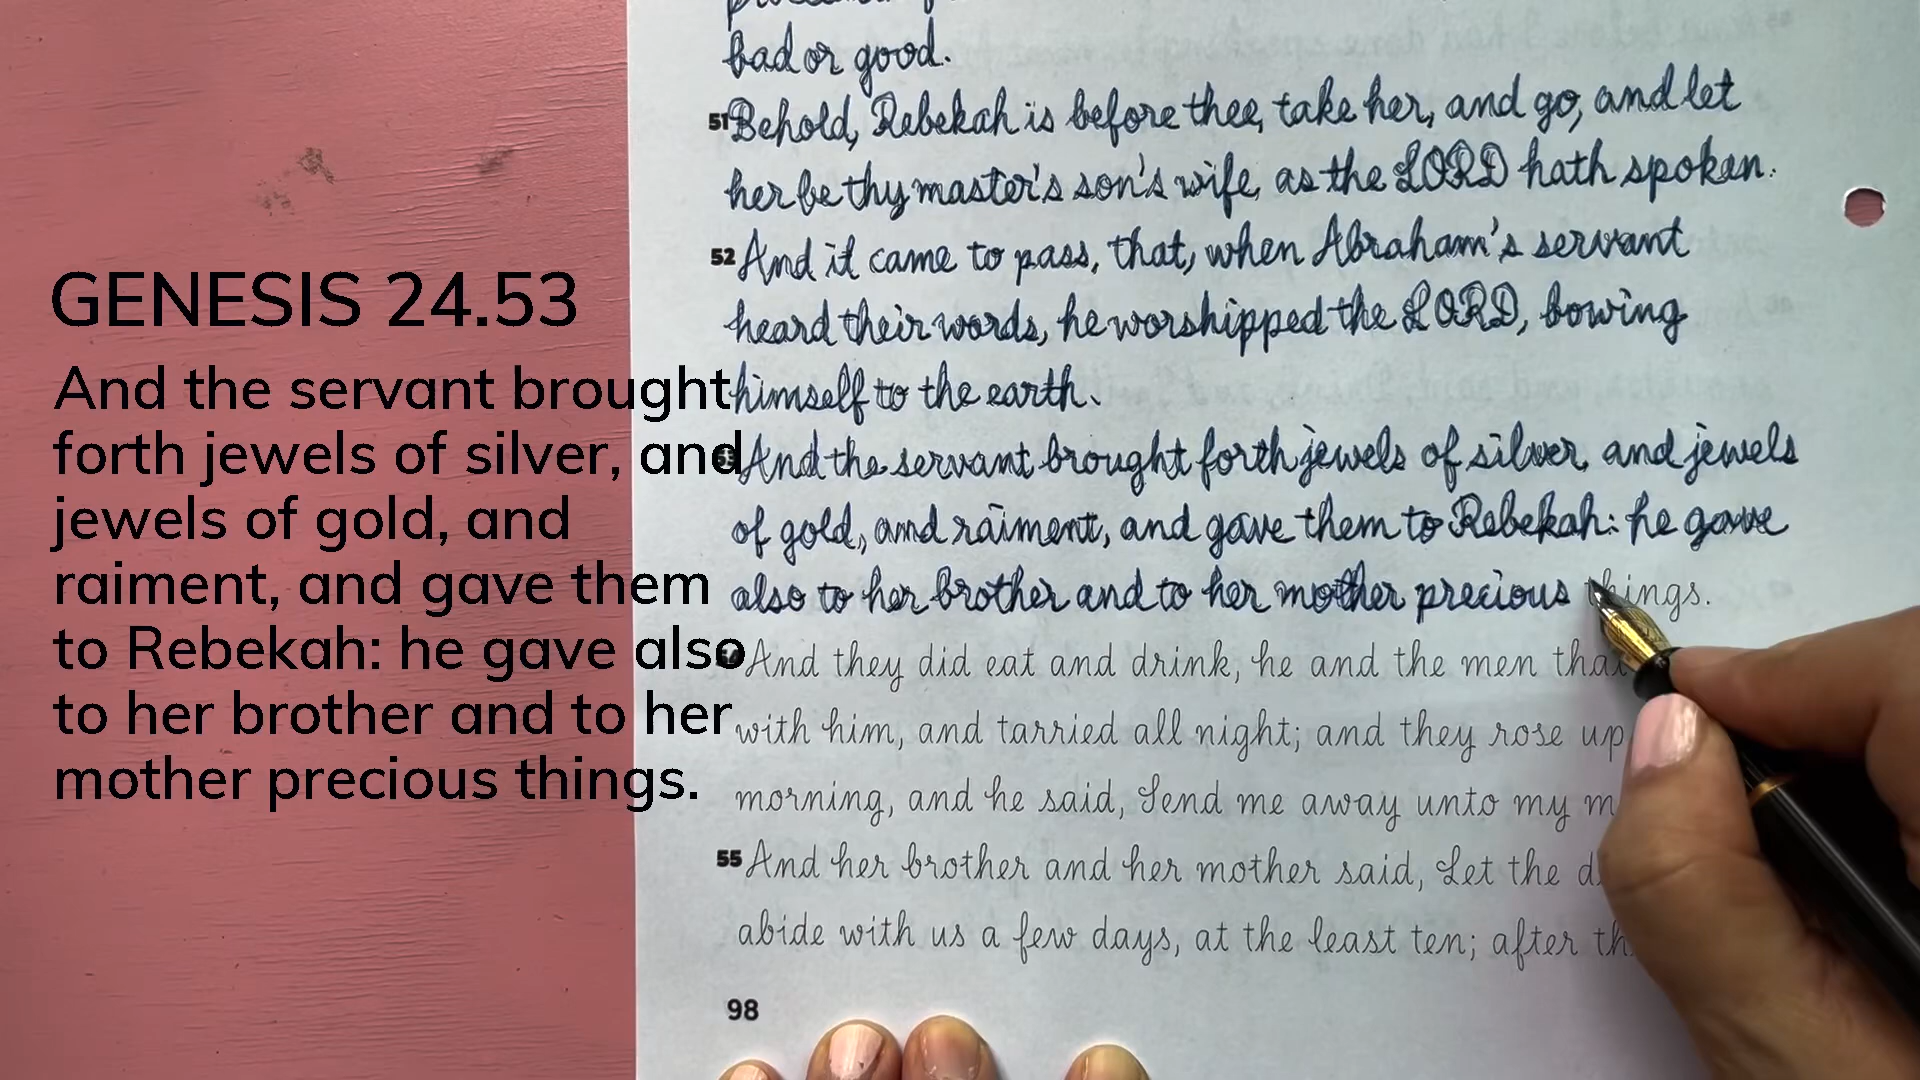 GENESIS 24.53
And the servant brought
forth jewels of silver, and
jewels of gold, and
raiment, and gave them
to Rebekah: he gave also
to her brother and to her
mother precious things.
bad or good.
51 Behold, Rebekah is before thee, take her, and go, and let
her be thy master's son's wife, as the LORD hath spoken.
52 And it came to pass, that, when Abraham's servant
heard their words, he worshipped the LORD, bowing
himself to the earth.
53 And the servant brought forth jewels of silver, and jewels
of gold, and raiment, and gave them to Rebekah: he gave
also to her brother and to her mother precious things.
And they did eat and drink, he and the men
with him, and tarried all night; and they rose up
morning, and he said, Send me away unto my
55 And her brother and her mother said, Let the
abide with us a few days, at the least ten; after
98